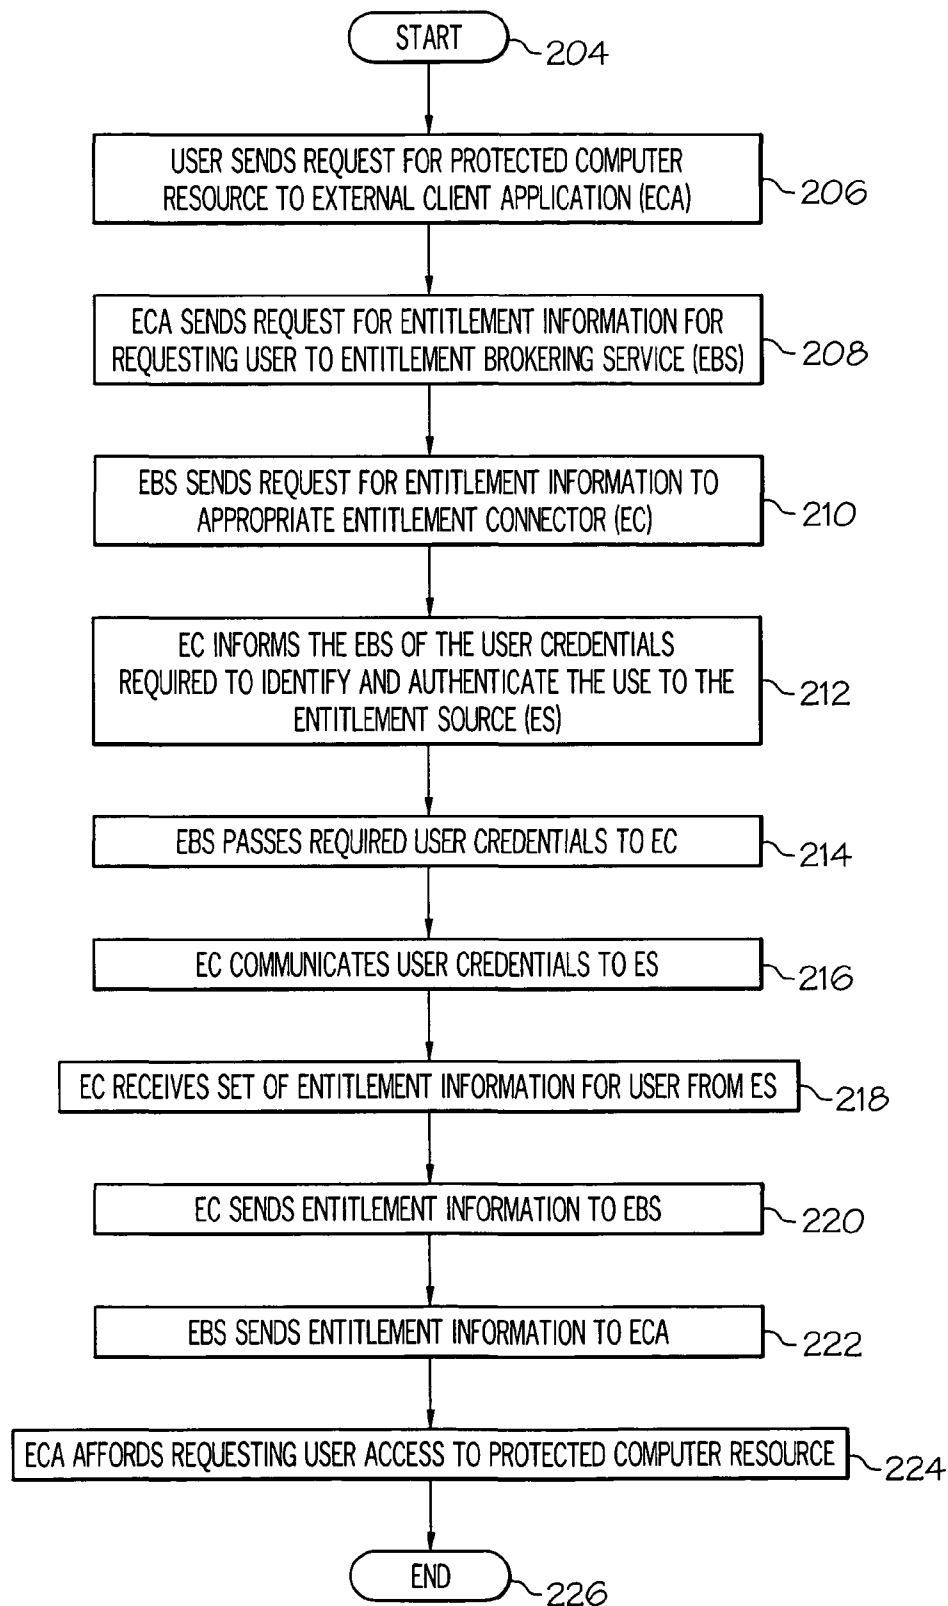 START
204
USER SENDS REQUEST FOR PROTECTED COMPUTER
RESOURCE TO EXTERNAL CLIENT APPLICATION (ECA)
206
ECA SENDS REQUEST FOR ENTITLEMENT INFORMATION FOR
REQUESTING USER TO ENTITLEMENT BROKERING SERVICE (EBS)
208
EBS SENDS REQUEST FOR ENTITLEMENT INFORMATION TO
APPROPRIATE ENTITLEMENT CONNECTOR (EC)
210
EC INFORMS THE EBS OF THE USER CREDENTIALS
REQUIRED TO IDENTIFY AND AUTHENTICATE THE USE TO THE
ENTITLEMENT SOURCE (ES)
212
EBS PASSES REQUIRED USER CREDENTIALS TO EC
214
EC COMMUNICATES USER CREDENTIALS TO ES
216
EC RECEIVES SET OF ENTITLEMENT INFORMATION FOR USER FROM ES
218
EC SENDS ENTITLEMENT INFORMATION TO EBS
220
EBS SENDS ENTITLEMENT INFORMATION TO ECA
222
ECA AFFORDS REQUESTING USER ACCESS TO PROTECTED COMPUTER RESOURCE
224
END
226